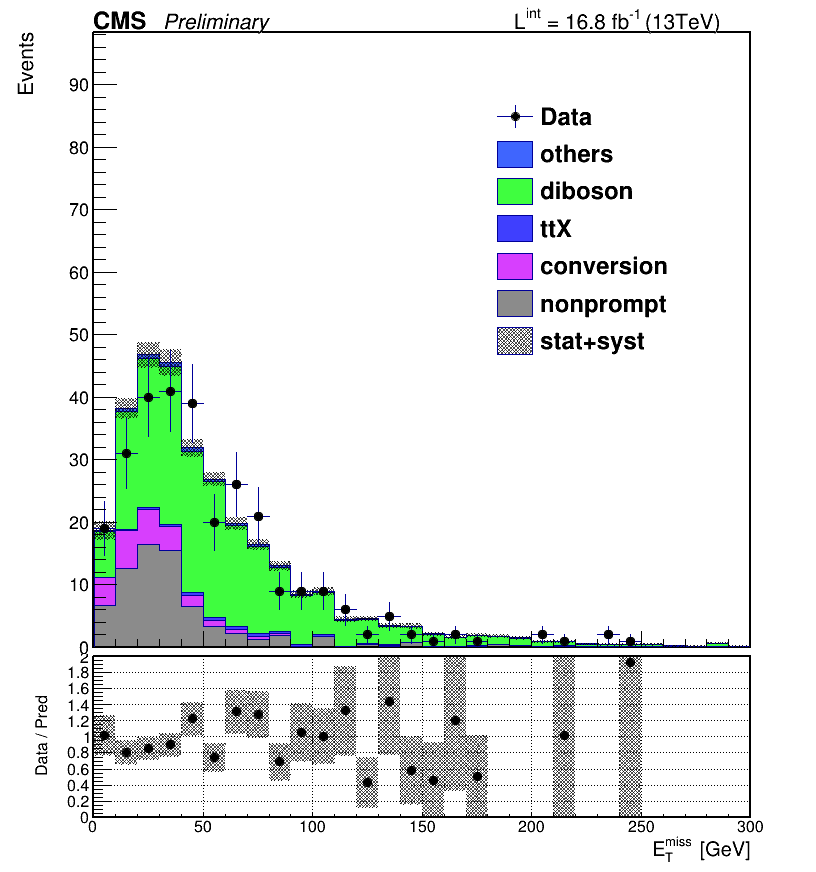 CMS Preliminary L^int = 16.8 fb^-1 (13TeV)
Events
90
80
70
60
50
40
30
20
10
0
Data
others
diboson
ttX
conversion
nonprompt
stat+syst
Data / Pred
2
1.8
1.6
1.4
1.2
1
0.8
0.6
0.4
0.2
0
0 50 100 150 200 250 300
E_T^miss [GeV]